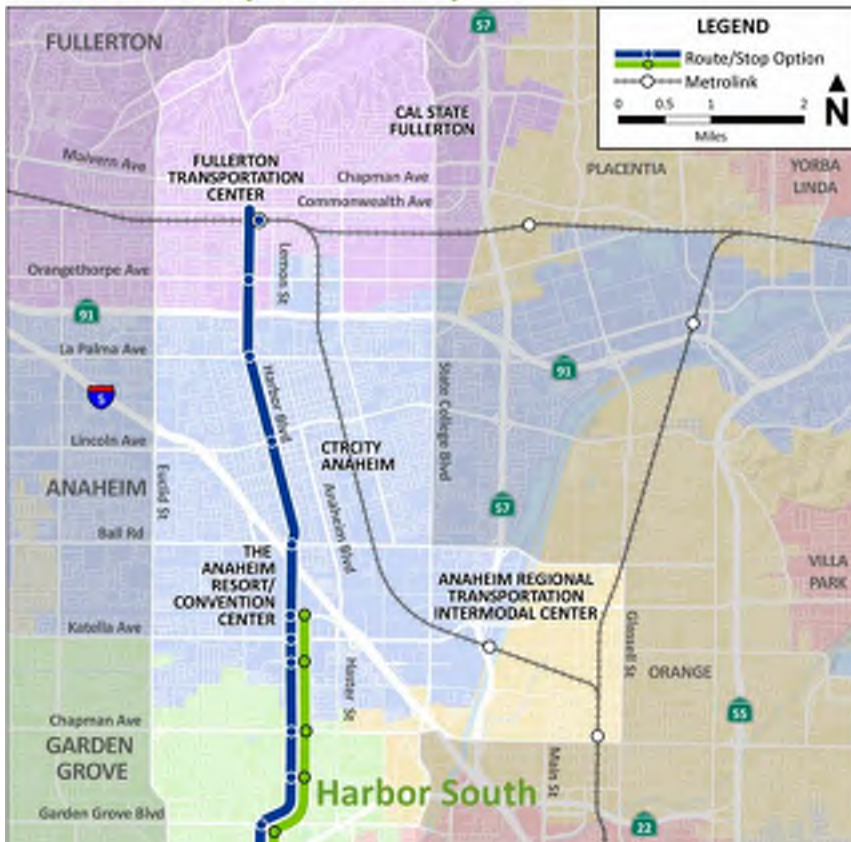 FULLERTON
57
LEGEND
Route/Stop Option
Metrolink
0 0.5 1 2
Miles
N
CAL STATE
FULLERTON
Malvern Ave
FULLERTON
TRANSPORTATION
CENTER
Chapman Ave
Commonwealth Ave
PLACENTIA
YORBA
LINDA
Orangethorpe Ave
Lemon St
91
La Palma Ave
5
Harbor Blvd
State College Blvd
91
Lincoln Ave
CTRCITY
ANAHEIM
Euclid St
ANAHEIM
Anaheim Blvd
57
Ball Rd
THE
ANAHEIM
RESORT/
CONVENTION
CENTER
ANAHEIM REGIONAL
TRANSPORTATION
INTERMODAL CENTER
VILLA
PARK
Katella Ave
Glassell St
Haster St
ORANGE
55
Chapman Ave
GARDEN
GROVE
Main St
Harbor South
Garden Grove Blvd
22